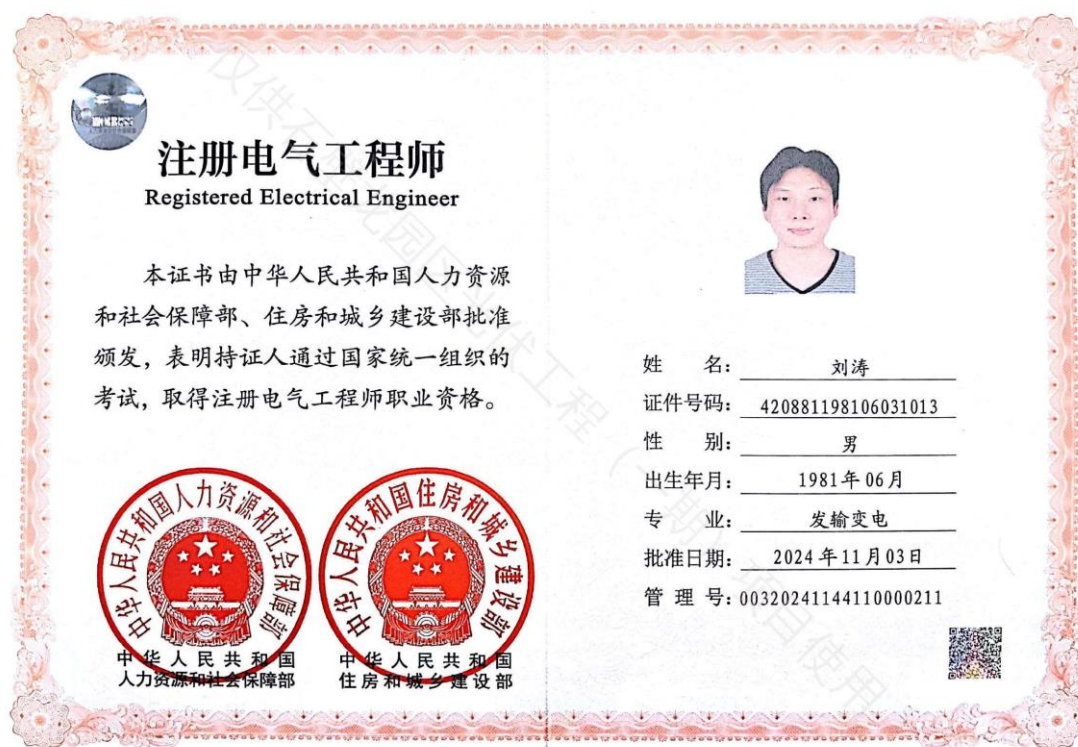 注册电气工程师
Registered Electrical Engineer
本证书由中华人民共和国人力资源
和社会保障部、住房和城乡建设部批准
颁发，表明持证人通过国家统一组织的
考试，取得注册电气工程师职业资格。
中华人民共和国人力资源和社会保障部
中华人民共和国
人力资源和社会保障部
中华人民共和国住房和城乡建设部
中华人民共和国
住房和城乡建设部
姓 名：刘涛
证件号码：420881198106031013
性 别：男
出生年月：1981年06月
专 业：发输变电
批准日期：2024年11月03日
管 理 号：00320241144110000211